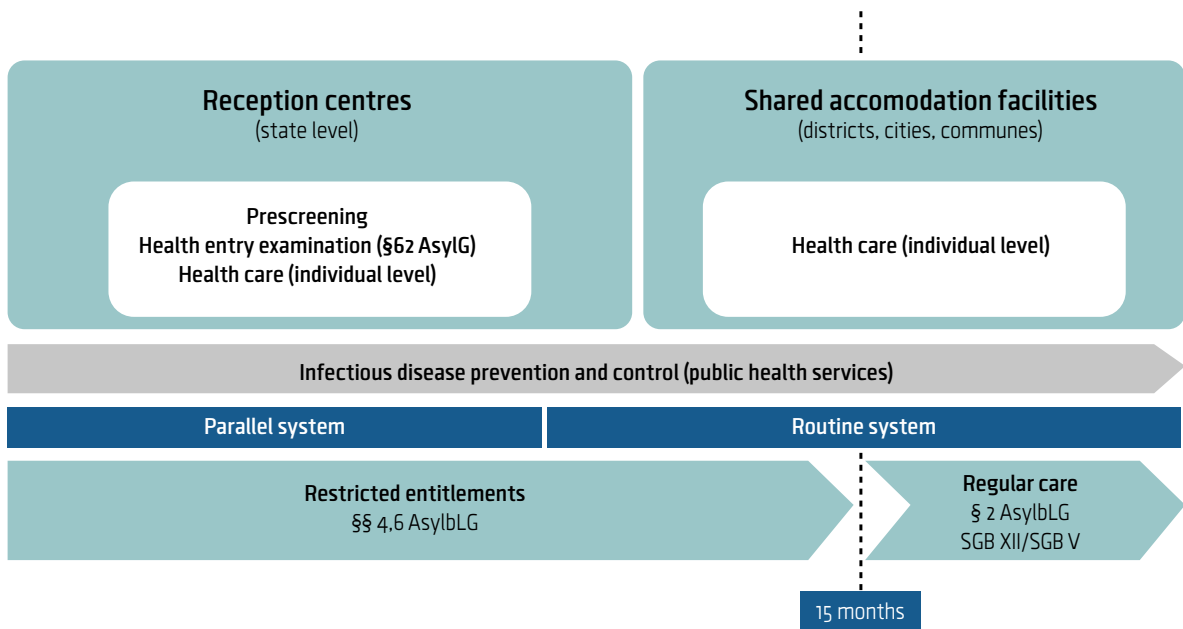 Reception centres
(state level)
Prescreening
Health entry examination (§62 AsylG)
Health care (individual level)
Shared accomodation facilities
(districts, cities, communes)
Health care (individual level)
Infectious disease prevention and control (public health services)
Parallel system
Routine system
Restricted entitlements
§§ 4,6 AsylbLG
Regular care
§ 2 AsylbLG
SGB XII/SGB V
15 months